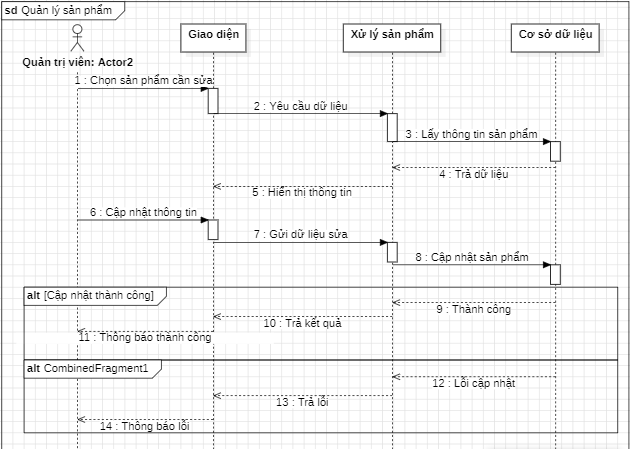 sd Quản lý sản phẩm
Giao diện
Xử lý sản phẩm
Cơ sở dữ liệu
Quản trị viên: Actor2
1 : Chọn sản phẩm cần sửa
2 : Yêu cầu dữ liệu
3 : Lấy thông tin sản phẩm
4 : Trả dữ liệu
5 : Hiển thị thông tin
6 : Cập nhật thông tin
7 : Gửi dữ liệu sửa
8 : Cập nhật sản phẩm
alt [Cập nhật thành công]
9 : Thành công
10 : Trả kết quả
11 : Thông báo thành công
alt CombinedFragment1
12 : Lỗi cập nhật
13 : Trả lỗi
14 : Thông báo lỗi